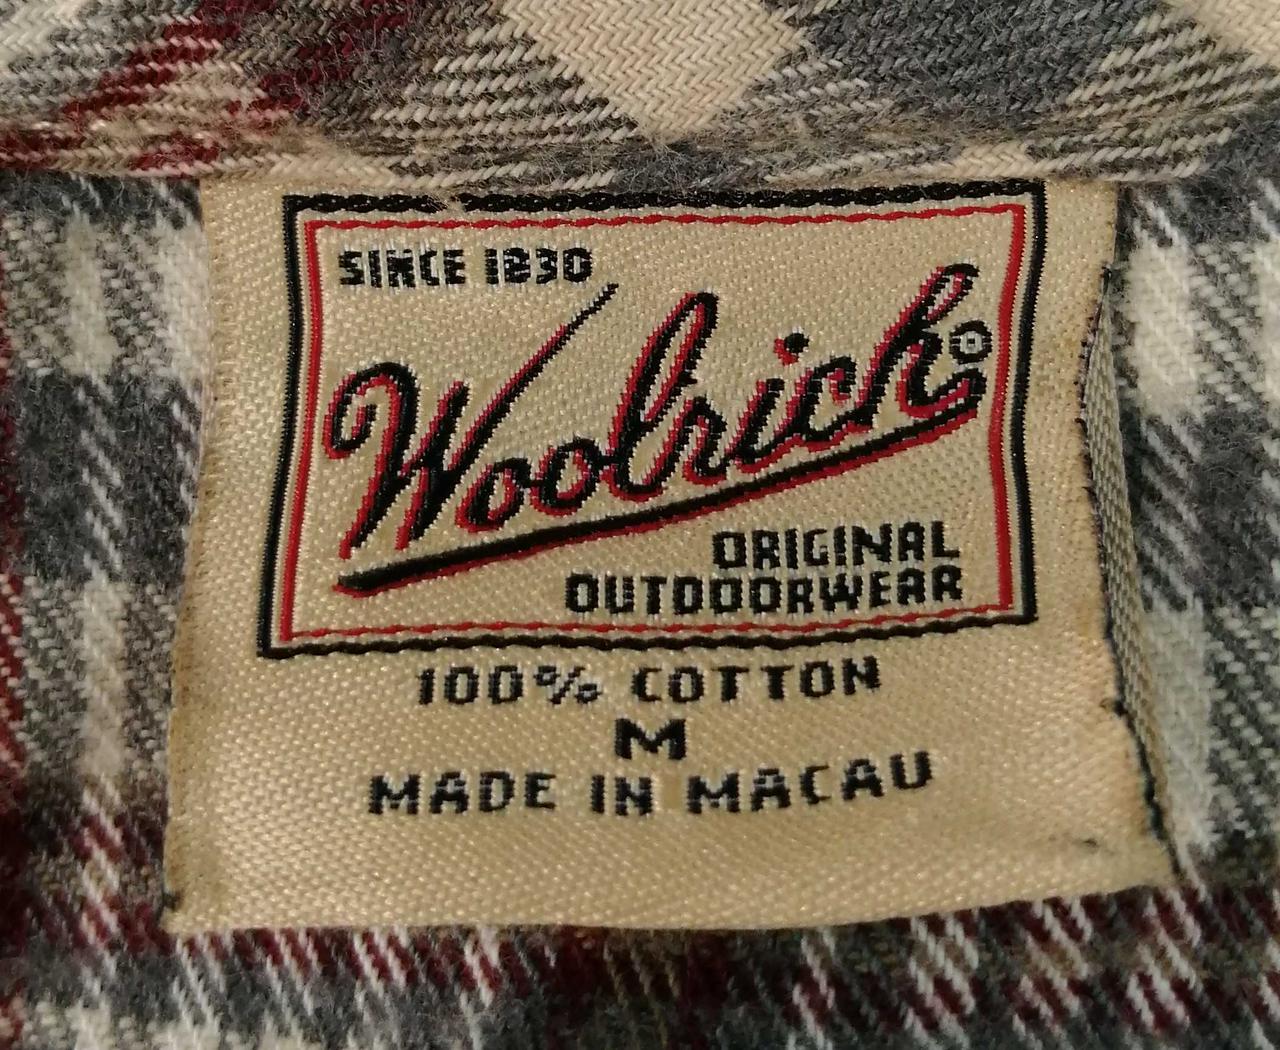 SINCE 1830
Woolrich®
ORIGINAL
OUTDOORWEAR
100% COTTON
M
MADE IN MACAU